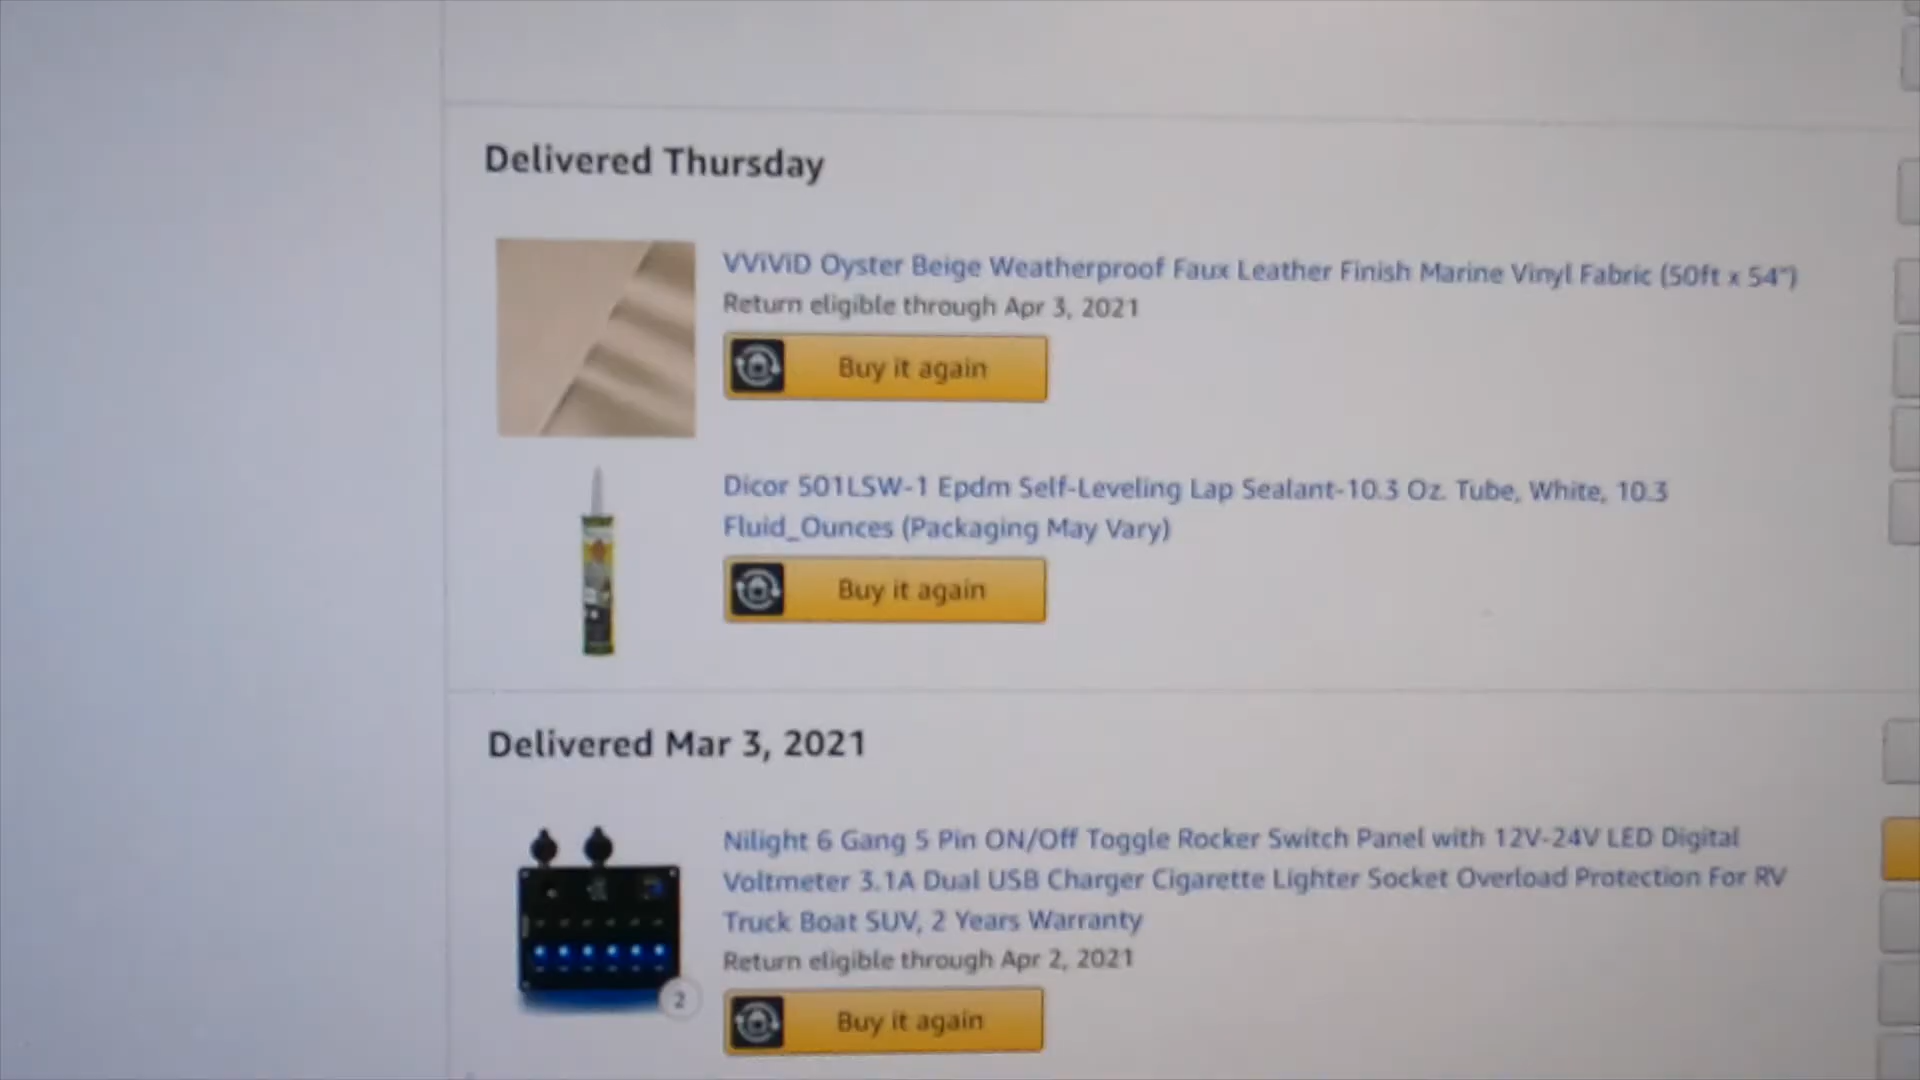 Delivered Thursday
VViViD Oyster Beige Weatherproof Faux Leather Finish Marine Vinyl Fabric (50ft x 54")
Return eligible through Apr 3, 2021
Buy it again
Dicor 501LSW-1 Epdm Self-Leveling Lap Sealant-10.3 Oz. Tube, White, 10.3
Fluid_Ounces (Packaging May Vary)
Buy it again
Delivered Mar 3, 2021
Nilight 6 Gang 5 Pin ON/Off Toggle Rocker Switch Panel with 12V-24V LED Digital
Voltmeter 3.1A Dual USB Charger Cigarette Lighter Socket Overload Protection For RV
Truck Boat SUV, 2 Years Warranty
Return eligible through Apr 2, 2021
2
Buy it again